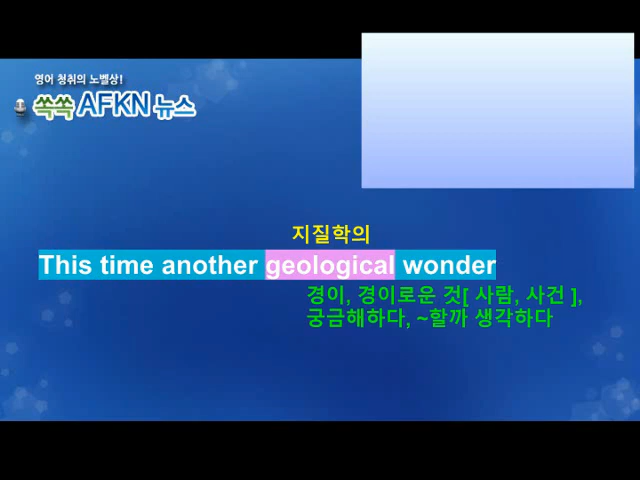 영어 청취의 노벨상!
쏙쏙 AFKN 뉴스
지질학의
This time another geological wonder
경이, 경이로운 것[ 사람, 사건 ],
궁금해하다, ~할까 생각하다